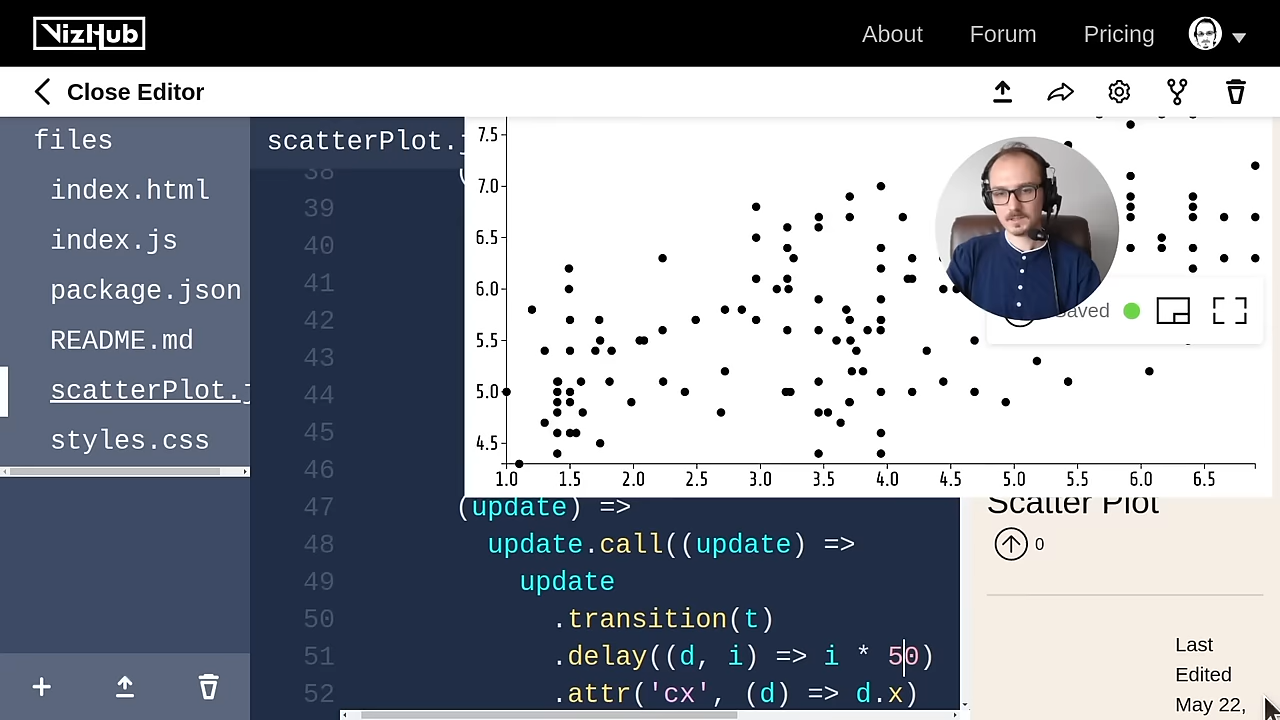 VizHub
About Forum Pricing
Close Editor
files
index.html
index.js
package.json
README.md
scatterPlot.j
styles.css
scatterPlot.j
38
39
40
41
42
43
44
45
46
47 (update) =>
48 update.call((update) =>
49 update
50 .transition(t)
51 .delay((d, i) => i * 50)
52 .attr('cx', (d) => d.x)
7.5
7.0
6.5
6.0
5.5
5.0
4.5
1.0 1.5 2.0 2.5 3.0 3.5 4.0 4.5 5.0 5.5 6.0 6.5
Saved
Scatter Plot
0
Last
Edited
May 22,